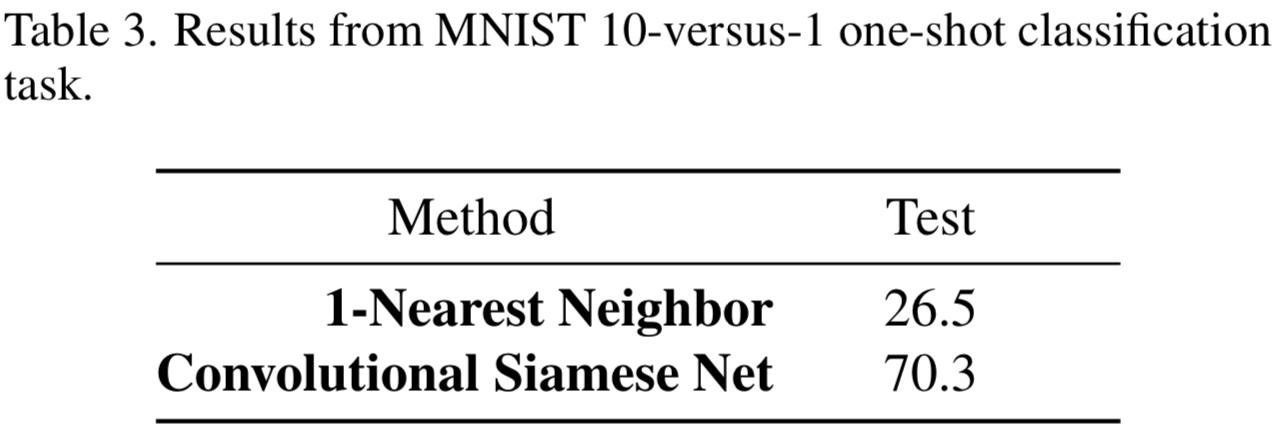 Table 3. Results from MNIST 10-versus-1 one-shot classification
task.
Method Test
1-Nearest Neighbor 26.5
Convolutional Siamese Net 70.3